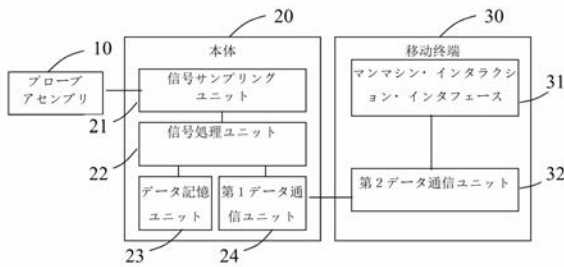 10
20
30
プローブ
アセンブリ
本体
信号サンプリング
ユニット
21
信号処理ユニット
22
データ記憶
ユニット
23
第1データ通
信ユニット
24
移動終端
マンマシン・インタラクシ
ョン・インタフェース
31
第2データ通信ユニット
32